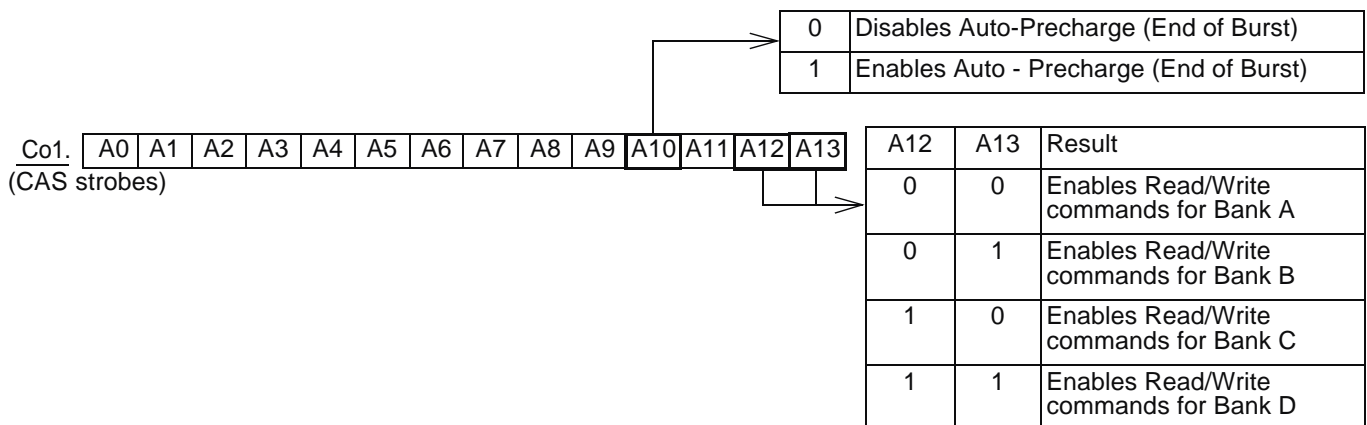 0 Disables Auto-Precharge (End of Burst)
1 Enables Auto - Precharge (End of Burst)
Co1. A0 A1 A2 A3 A4 A5 A6 A7 A8 A9 A10 A11 A12 A13
(CAS strobes)
A12 A13 Result
0 0 Enables Read/Write
commands for Bank A
0 1 Enables Read/Write
commands for Bank B
1 0 Enables Read/Write
commands for Bank C
1 1 Enables Read/Write
commands for Bank D